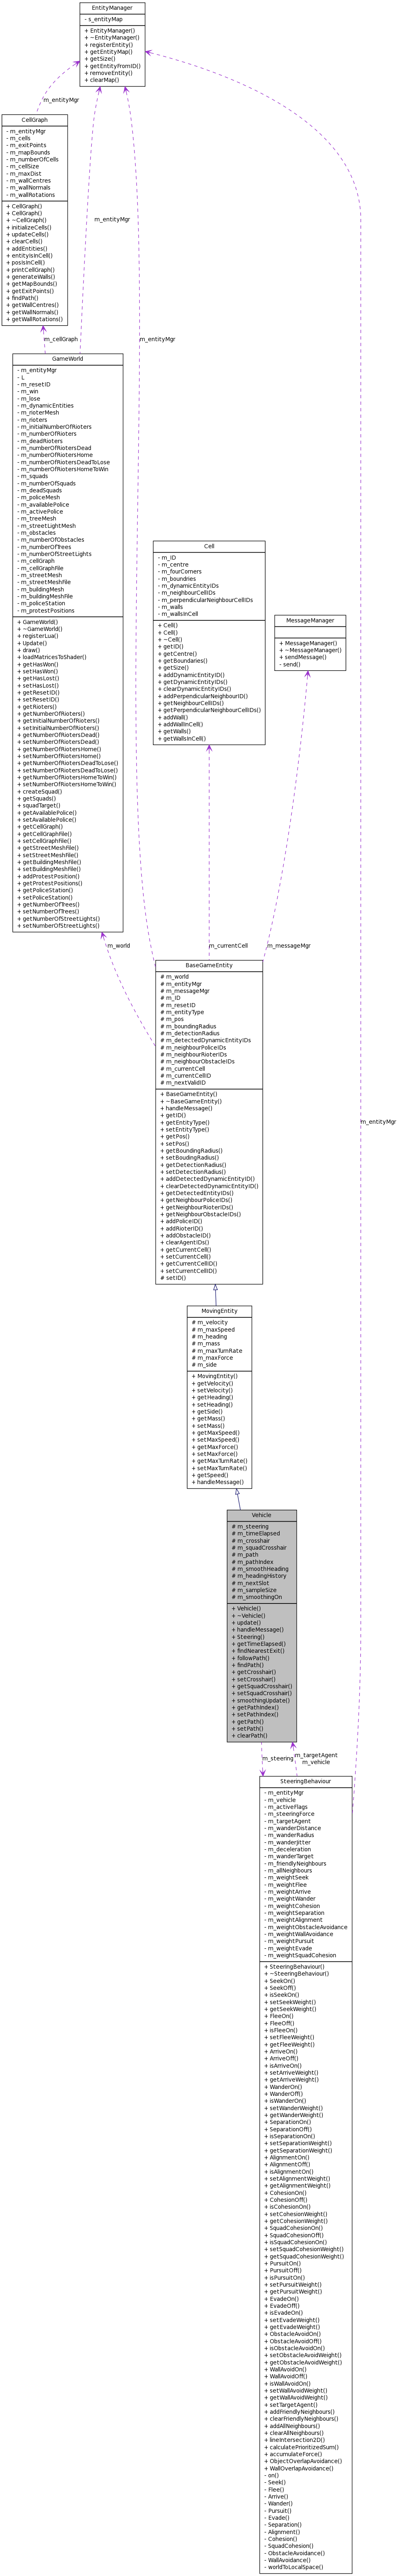 EntityManager
- s_entityMap
+ EntityManager()
+ ~EntityManager()
+ registerEntity()
+ getEntityMap()
+ getSize()
+ getEntityFromID()
+ removeEntity()
+ clearMap()
m_entityMgr
CellGraph
- m_entityMgr
- m_cells
- m_exitPoints
- m_mapBounds
- m_numberOfCells
- m_cellSize
- m_maxDist
- m_wallCentres
- m_wallNormals
- m_wallRotations
+ CellGraph()
+ CellGraph()
+ ~CellGraph()
+ initializeCells()
+ updateCells()
+ clearCells()
+ addEntities()
+ entityIsInCell()
+ posIsInCell()
+ printCellGraph()
+ generateWalls()
+ getMapBounds()
+ getExitPoints()
+ findPath()
+ getWallCentres()
+ getWallNormals()
+ getWallRotations()
m_entityMgr
m_cellGraph
m_entityMgr
GameWorld
- m_entityMgr
- L
- m_resetID
- m_win
- m_lose
- m_dynamicEntities
- m_rioterMesh
- m_rioters
- m_initialNumberOfRioters
- m_numberOfRioters
- m_deadRioters
- m_numberOfRiotersDead
- m_numberOfRiotersHome
- m_numberOfRiotersDeadToLose
- m_numberOfRiotersHomeToWin
- m_squads
- m_numberOfSquads
- m_deadSquads
- m_policeMesh
- m_availablePolice
- m_activePolice
- m_treeMesh
- m_streetLightMesh
- m_obstacles
- m_numberOfObstacles
- m_numberOfTrees
- m_numberOfStreetLights
- m_cellGraph
- m_cellGraphFile
- m_streetMesh
- m_streetMeshFile
- m_buildingMesh
- m_buildingMeshFile
- m_policeStation
- m_protestPositions
+ GameWorld()
+ ~GameWorld()
+ registerLua()
+ Update()
+ draw()
+ loadMatricesToShader()
+ getHasWon()
+ setHasWon()
+ getHasLost()
+ setHasLost()
+ getResetID()
+ setResetID()
+ getRioters()
+ getNumberOfRioters()
+ getInitialNumberOfRioters()
+ setInitialNumberOfRioters()
+ getNumberOfRiotersDead()
+ setNumberOfRiotersDead()
+ getNumberOfRiotersHome()
+ setNumberOfRiotersHome()
+ getNumberOfRiotersDeadToLose()
+ setNumberOfRiotersDeadToLose()
+ getNumberOfRiotersHomeToWin()
+ setNumberOfRiotersHomeToWin()
+ createSquad()
+ getSquads()
+ squadTarget()
+ getAvailablePolice()
+ setAvailablePolice()
+ getCellGraph()
+ getCellGraphFile()
+ setCellGraphFile()
+ getStreetMeshFile()
+ setStreetMeshFile()
+ getBuildingMeshFile()
+ setBuildingMeshFile()
+ addProtestPosition()
+ getProtestPositions()
+ getPoliceStation()
+ setPoliceStation()
+ getNumberOfTrees()
+ setNumberOfTrees()
+ getNumberOfStreetLights()
+ setNumberOfStreetLights()
Cell
- m_ID
- m_centre
- m_fourCorners
- m_boundries
- m_dynamicEntityIDs
- m_neighbourCellIDs
- m_perpendicularNeighbourCellIDs
- m_walls
- m_wallsInCell
+ Cell()
+ Cell()
+ ~Cell()
+ getID()
+ getCentre()
+ getBoundaries()
+ getSize()
+ addDynamicEntityID()
+ getDynamicEntityIDs()
+ clearDynamicEntityIDs()
+ addPerpendicularNeighbourID()
+ getNeighbourCellIDs()
+ getPerpendicularNeighbourCellIDs()
+ addWall()
+ addWallInCell()
+ getWalls()
+ getWallsInCell()
MessageManager
+ MessageManager()
+ ~MessageManager()
+ sendMessage()
- send()
m_world
m_currentCell
m_messageMgr
BaseGameEntity
# m_world
# m_entityMgr
# m_messageMgr
# m_ID
# m_resetID
# m_entityType
# m_pos
# m_boundingRadius
# m_detectionRadius
# m_detectedDynamicEntityIDs
# m_neighbourPoliceIDs
# m_neighbourRioterIDs
# m_neighbourObstacleIDs
# m_currentCell
# m_currentCellID
# m_nextValidID
+ BaseGameEntity()
+ ~BaseGameEntity()
+ handleMessage()
+ getID()
+ getEntityType()
+ setEntityType()
+ getPos()
+ setPos()
+ getBoundingRadius()
+ setBoudingRadius()
+ getDetectionRadius()
+ setDetectionRadius()
+ addDetectedDynamicEntityID()
+ clearDetectedDynamicEntityID()
+ getDetectedEntityIDs()
+ getNeighbourPoliceIDs()
+ getNeighbourRioterIDs()
+ getNeighbourObstacleIDs()
+ addPoliceID()
+ addRioterID()
+ addObstacleID()
+ clearAgentIDs()
+ getCurrentCell()
+ setCurrentCell()
+ getCurrentCellID()
+ setCurrentCellID()
# setID()
m_entityMgr
MovingEntity
# m_velocity
# m_maxSpeed
# m_heading
# m_mass
# m_maxTurnRate
# m_maxForce
# m_side
+ MovingEntity()
+ getVelocity()
+ setVelocity()
+ getHeading()
+ setHeading()
+ getSide()
+ getMass()
+ setMass()
+ getMaxSpeed()
+ setMaxSpeed()
+ getMaxForce()
+ setMaxForce()
+ getMaxTurnRate()
+ setMaxTurnRate()
+ getSpeed()
+ handleMessage()
Vehicle
# m_steering
# m_timeElapsed
# m_crosshair
# m_squadCrosshair
# m_path
# m_pathIndex
# m_smoothHeading
# m_headingHistory
# m_nextSlot
# m_sampleSize
# m_smoothingOn
+ Vehicle()
+ ~Vehicle()
+ update()
+ handleMessage()
+ Steering()
+ getTimeElapsed()
+ findNearestExit()
+ followPath()
+ findPath()
+ getCrosshair()
+ setCrosshair()
+ getSquadCrosshair()
+ setSquadCrosshair()
+ smoothingUpdate()
+ getPathIndex()
+ setPathIndex()
+ getPath()
+ setPath()
+ clearPath()
m_steering
m_targetAgent
m_vehicle
SteeringBehaviour
- m_entityMgr
- m_vehicle
- m_activeFlags
- m_steeringForce
- m_targetAgent
- m_wanderDistance
- m_wanderRadius
- m_wanderJitter
- m_deceleration
- m_wanderTarget
- m_friendlyNeighbours
- m_allNeighbours
- m_weightSeek
- m_weightFlee
- m_weightArrive
- m_weightWander
- m_weightCohesion
- m_weightSeparation
- m_weightAlignment
- m_weightObstacleAvoidance
- m_weightWallAvoidance
- m_weightPursuit
- m_weightEvade
- m_weightSquadCohesion
+ SteeringBehaviour()
+ ~SteeringBehaviour()
+ SeekOn()
+ SeekOff()
+ isSeekOn()
+ setSeekWeight()
+ getSeekWeight()
+ FleeOn()
+ FleeOff()
+ isFleeOn()
+ setFleeWeight()
+ getFleeWeight()
+ ArriveOn()
+ ArriveOff()
+ isArriveOn()
+ setArriveWeight()
+ getArriveWeight()
+ WanderOn()
+ WanderOff()
+ isWanderOn()
+ setWanderWeight()
+ getWanderWeight()
+ SeparationOn()
+ SeparationOff()
+ isSeparationOn()
+ setSeparationWeight()
+ getSeparationWeight()
+ AlignmentOn()
+ AlignmentOff()
+ isAlignmentOn()
+ setAlignmentWeight()
+ getAlignmentWeight()
+ CohesionOn()
+ CohesionOff()
+ isCohesionOn()
+ setCohesionWeight()
+ getCohesionWeight()
+ SquadCohesionOn()
+ SquadCohesionOff()
+ isSquadCohesionOn()
+ setSquadCohesionWeight()
+ getSquadCohesionWeight()
+ PursuitOn()
+ PursuitOff()
+ isPursuitOn()
+ setPursuitWeight()
+ getPursuitWeight()
+ EvadeOn()
+ EvadeOff()
+ isEvadeOn()
+ setEvadeWeight()
+ getEvadeWeight()
+ ObstacleAvoidOn()
+ ObstacleAvoidOff()
+ isObstacleAvoidOn()
+ setObstacleAvoidWeight()
+ getObstacleAvoidWeight()
+ WallAvoidOn()
+ WallAvoidOff()
+ isWallAvoidOn()
+ setWallAvoidWeight()
+ getWallAvoidWeight()
+ setTargetAgent()
+ addFriendlyNeighbours()
+ clearFriendlyNeighbours()
+ addAllNeighbours()
+ clearAllNeighbours()
+ lineIntersection2D()
+ calculatePrioritizedSum()
+ accumulateForce()
+ ObjectOverlapAvoidance()
+ WallOverlapAvoidance()
- on()
- Seek()
- Flee()
- Arrive()
- Wander()
- Pursuit()
- Evade()
- Separation()
- Alignment()
- Cohesion()
- SquadCohesion()
- ObstacleAvoidance()
- WallAvoidance()
- worldToLocalSpace()